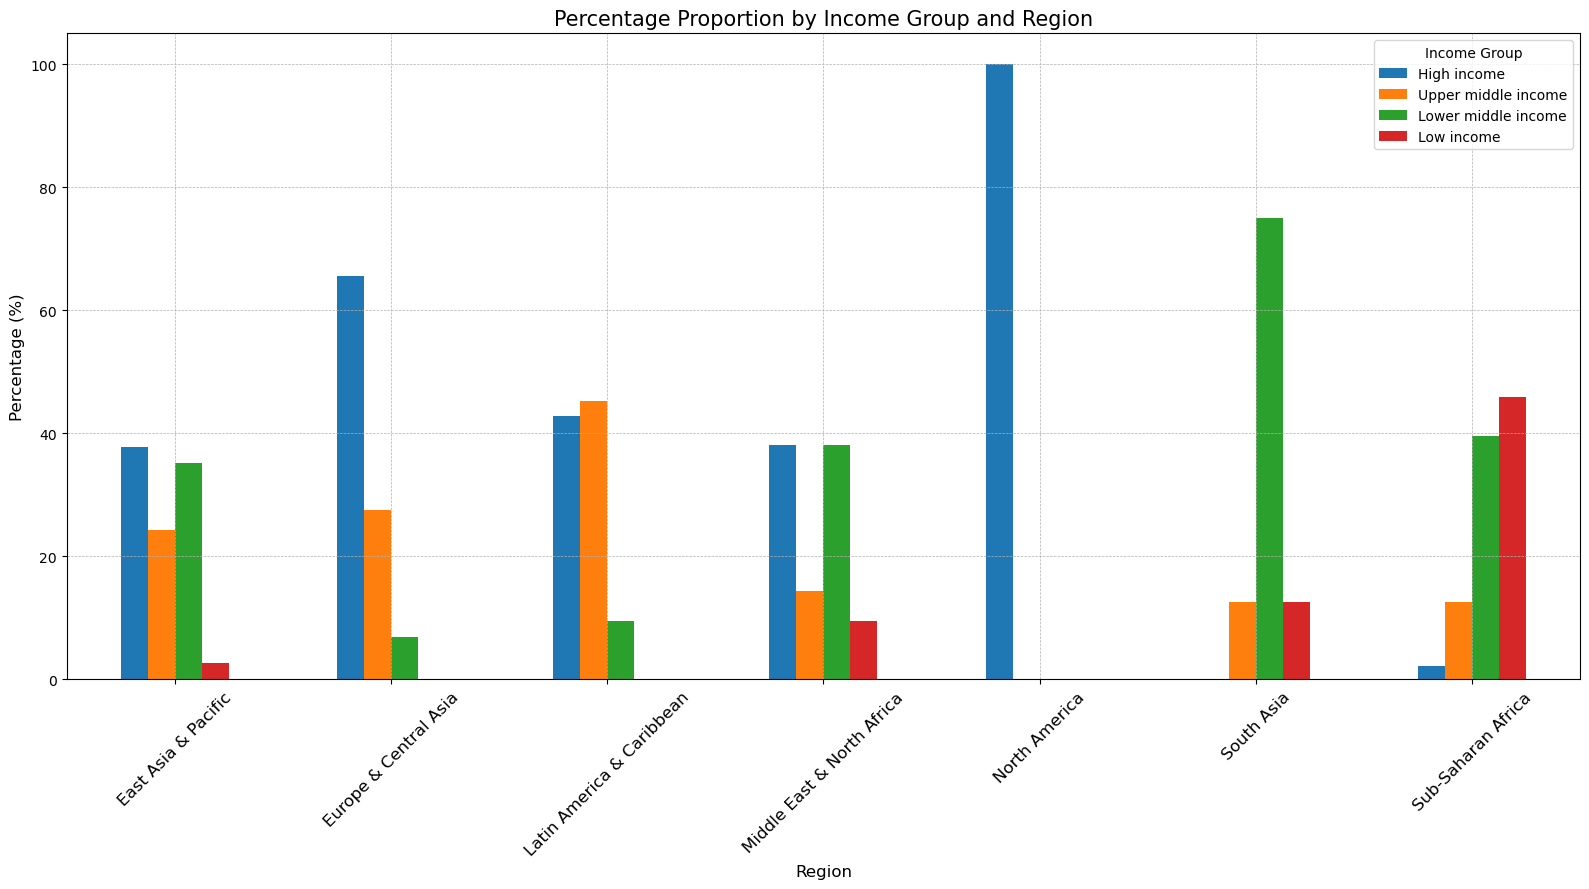 Percentage Proportion by Income Group and Region
Income Group
High income
Upper middle income
Lower middle income
Low income
Percentage (%)
100
80
60
40
20
0
East Asia & Pacific
Europe & Central Asia
Latin America & Caribbean
Middle East & North Africa
North America
South Asia
Sub-Saharan Africa
Region